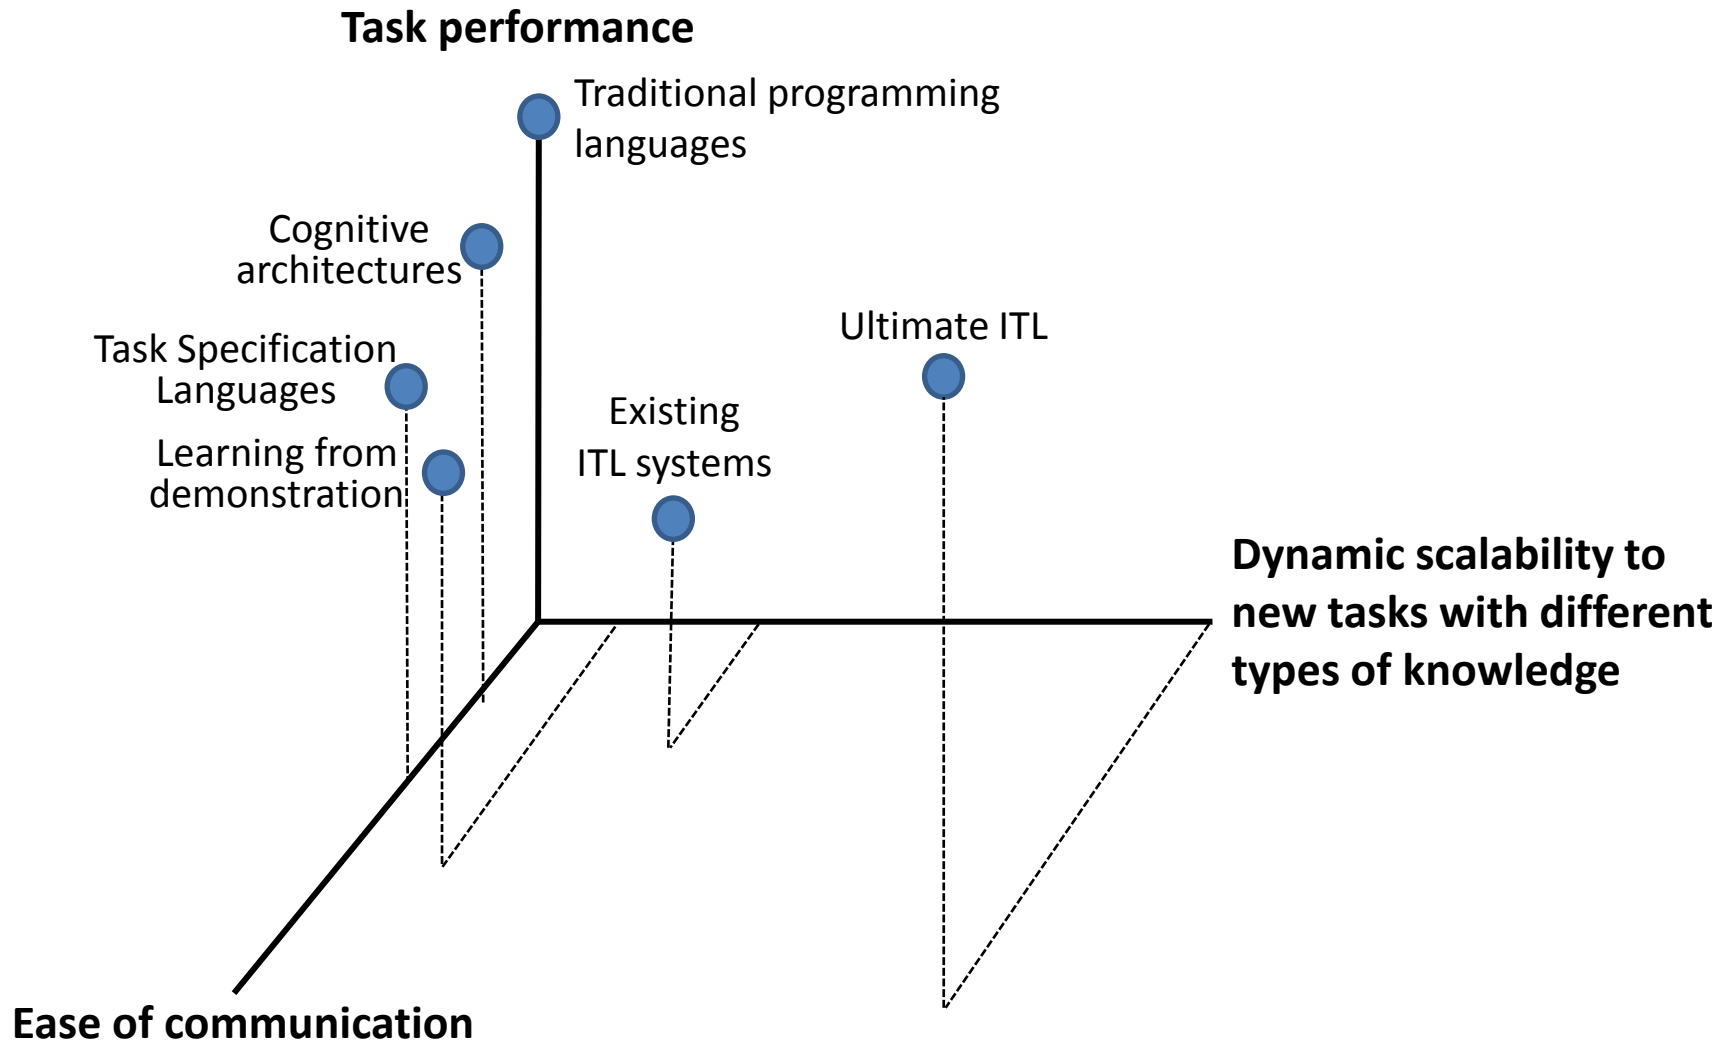 Task performance
Traditional programming
languages
Cognitive
architectures
Ultimate ITL
Task Specification
Languages
Existing
ITL systems
Learning from
demonstration
Dynamic scalability to
new tasks with different
types of knowledge
Ease of communication